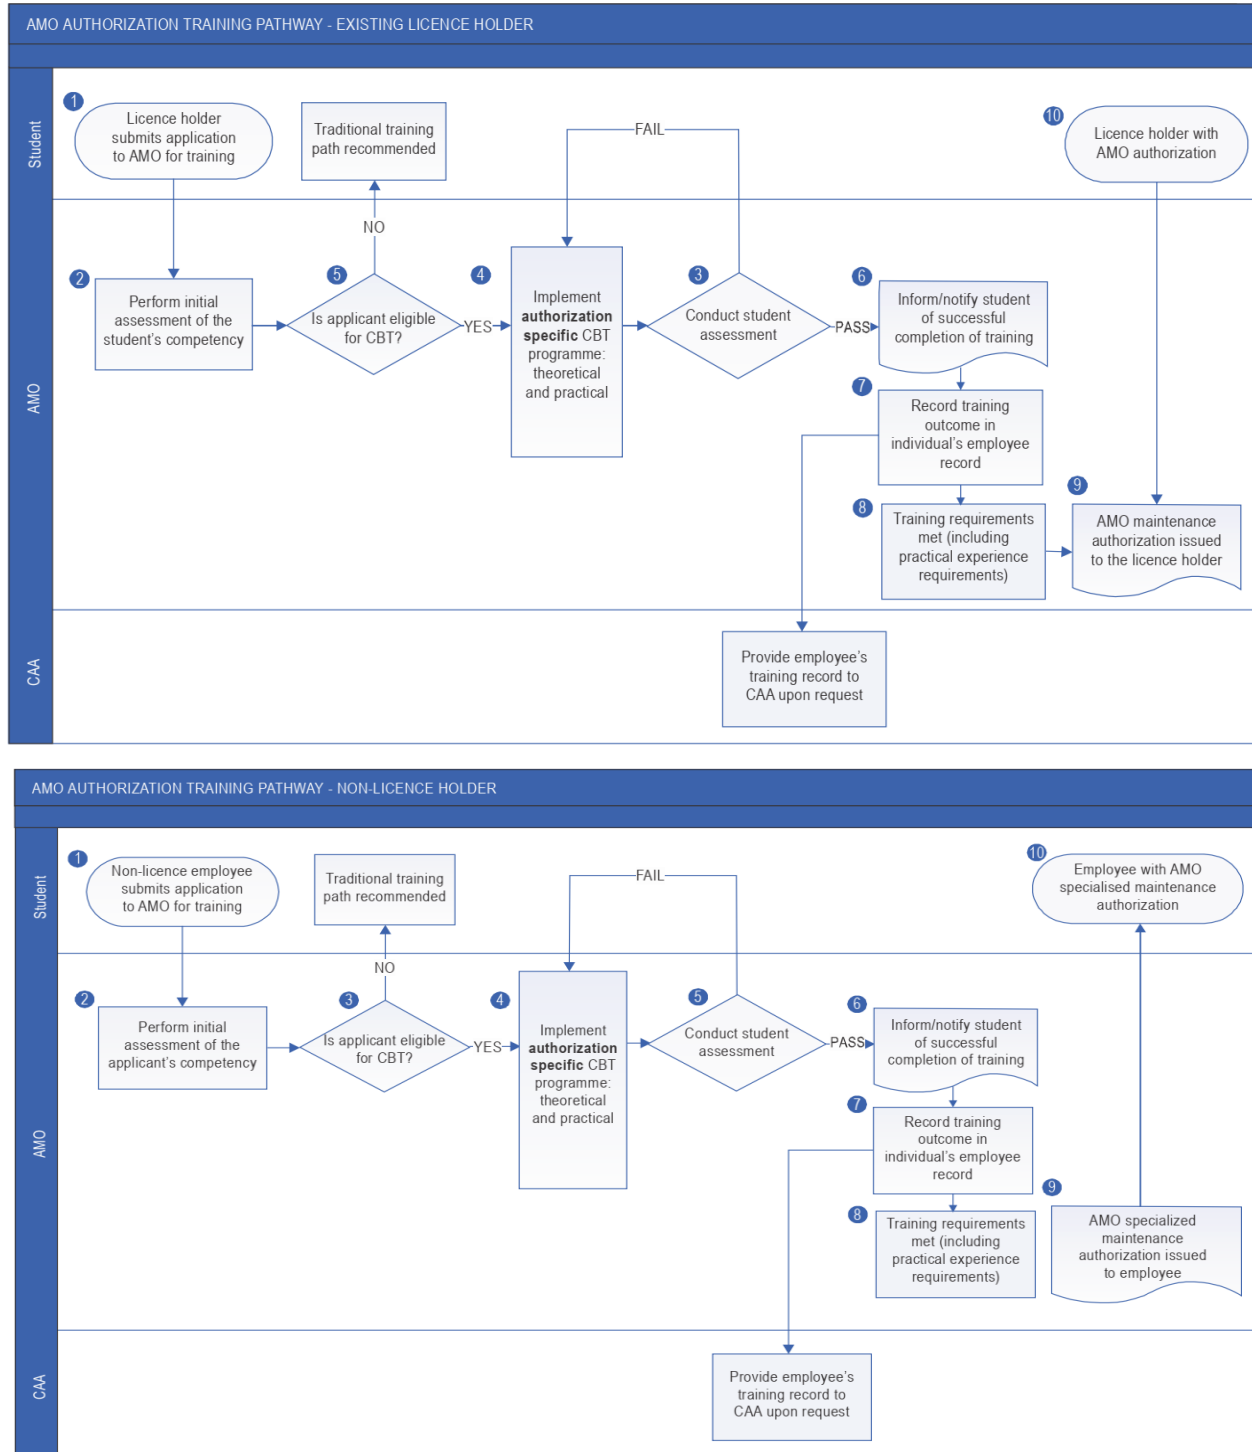 AMO AUTHORIZATION TRAINING PATHWAY - EXISTING LICENCE HOLDER
Student
1
Licence holder
submits application
to AMO for training
Traditional training
path recommended
FAIL
10
Licence holder with
AMO authorization
AMO
NO
2
Perform initial
assessment of the
student's competency
5
Is applicant eligible
for CBT?
YES
4
Implement
authorization
specific CBT
programme:
theoretical
and practical
3
Conduct student
assessment
PASS
6
Inform/notify student
of successful
completion of training
7
Record training
outcome in
individual's employee
record
8
Training requirements
met (including
practical experience
requirements)
9
AMO maintenance
authorization issued
to the licence holder
CAA
Provide employee's
training record to
CAA upon request
AMO AUTHORIZATION TRAINING PATHWAY - NON-LICENCE HOLDER
Student
1
Non-licence employee
submits application
to AMO for training
Traditional training
path recommended
FAIL
10
Employee with AMO
specialised maintenance
authorization
AMO
NO
2
Perform initial
assessment of the
applicant's competency
3
Is applicant eligible
for CBT?
YES
4
Implement
authorization
specific CBT
programme:
theoretical
and practical
5
Conduct student
assessment
PASS
6
Inform/notify student
of successful
completion of training
7
Record training
outcome in
individual's employee
record
8
Training requirements
met (including
practical experience
requirements)
9
AMO specialized
maintenance
authorization issued
to employee
CAA
Provide employee's
training record to
CAA upon request